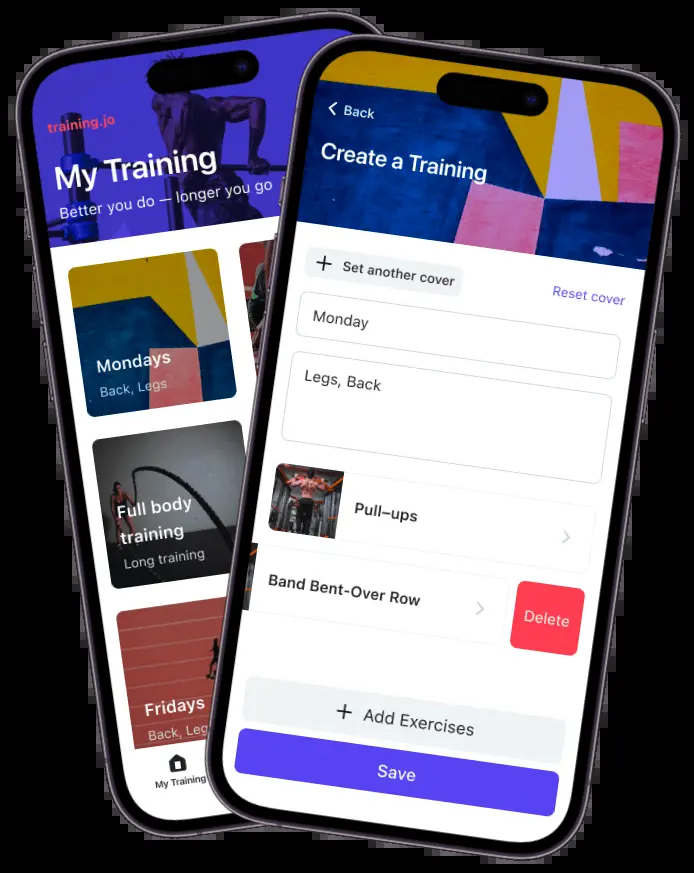 training.jo
My Training
Better you do — longer you go
Mondays
Back, Legs
Full body
training
Long training
Fridays
Back, Leg
My Training
Back
Create a Training
Set another cover
Reset cover
Monday
Legs, Back
Pull–ups
Band Bent-Over Row
Delete
Add Exercises
Save